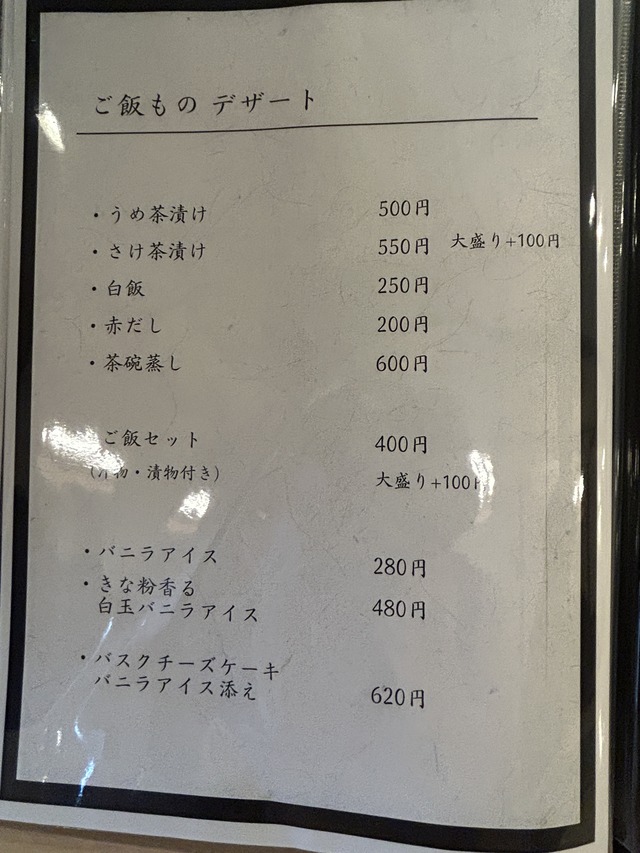 ご飯もの デザート
・うめ茶漬け 500円
・さけ茶漬け 550円 大盛り+100円
・白飯 250円
・赤だし 200円
・茶碗蒸し 600円
ご飯セット 400円
(汁物・漬物付き) 大盛り+100円
・バニラアイス 280円
・きな粉香る
白玉バニラアイス 480円
・バスクチーズケーキ
バニラアイス添え 620円